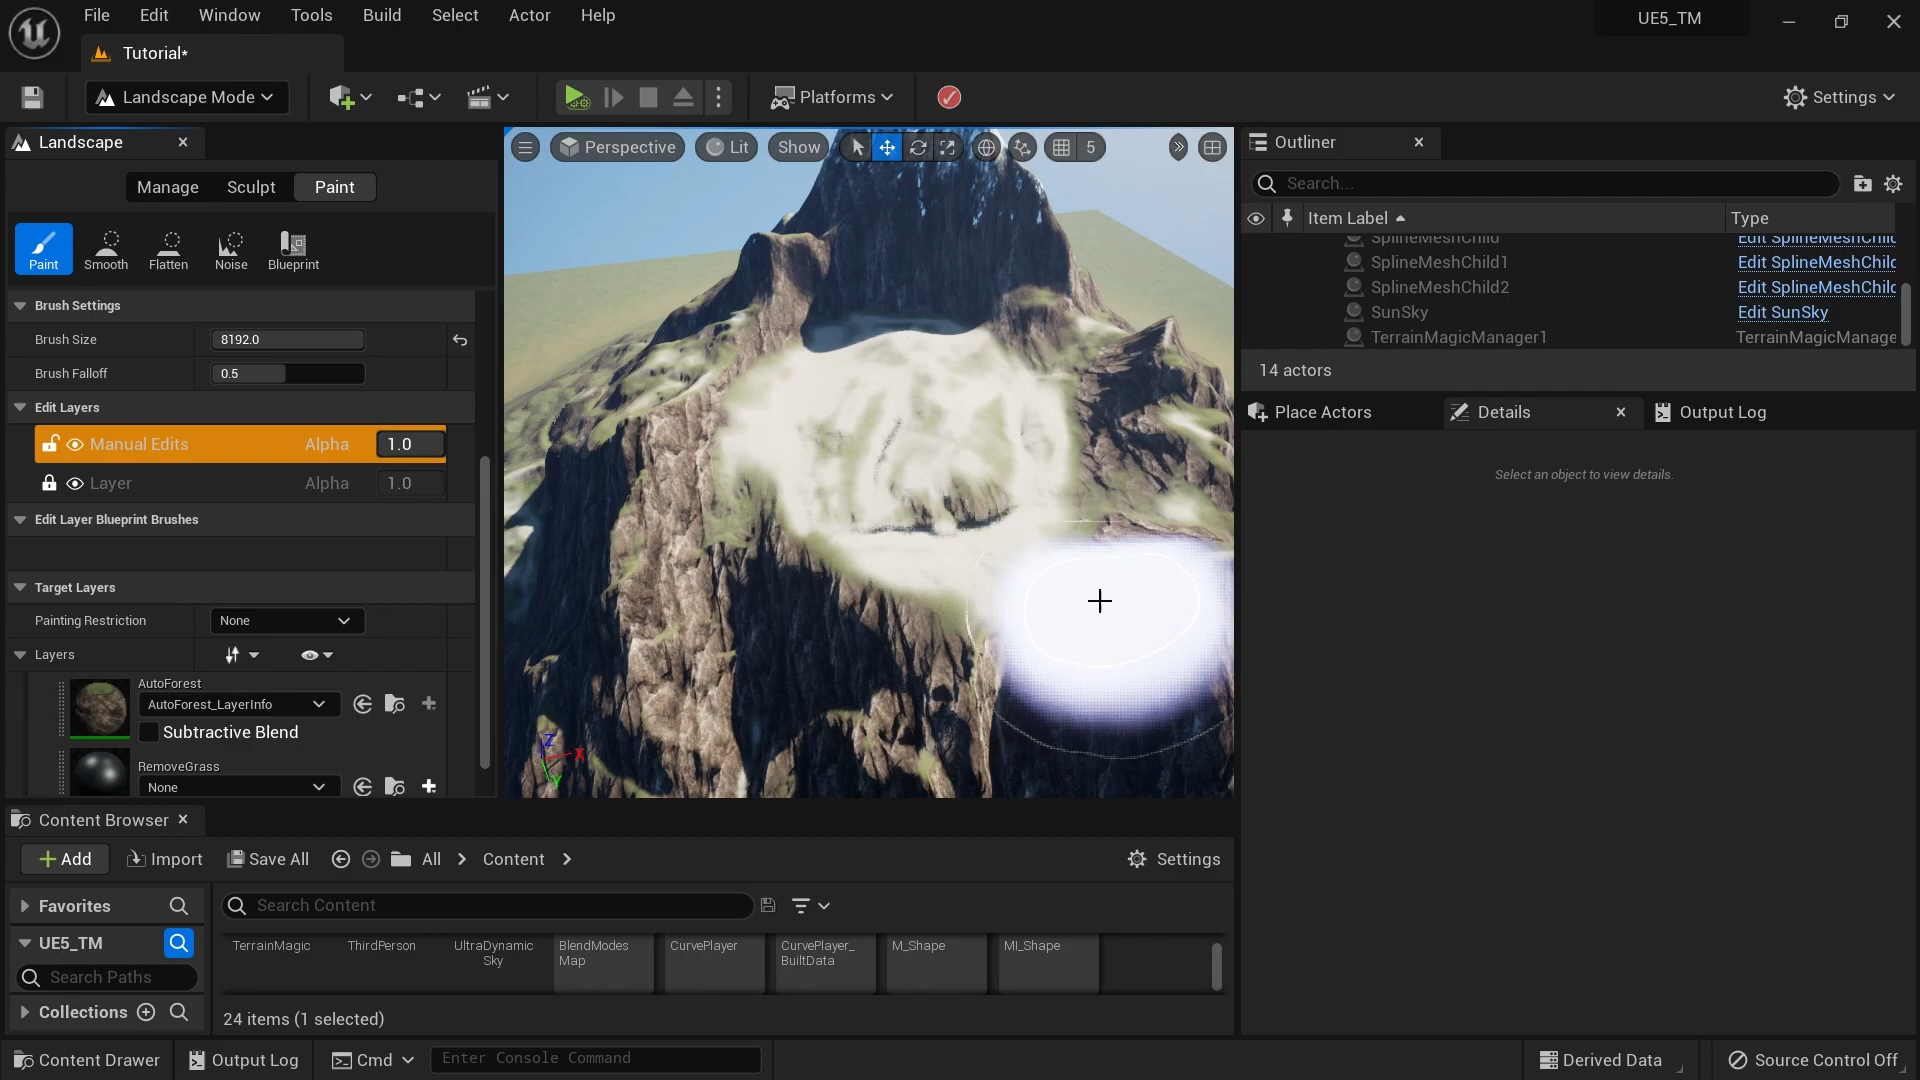 File Edit Window Tools Build Select Actor Help
UE5_TM
Tutorial*
Landscape Mode
Platforms
Settings
Landscape
Perspective
Lit
Show
5
Outliner
Manage Sculpt Paint
Search...
Item Label
Type
Paint Smooth Flatten Noise Blueprint
SplineMeshChild Edit SplineMeshChild
SplineMeshChild1 Edit SplineMeshChild
SplineMeshChild2 Edit SplineMeshChild
SunSky Edit SunSky
TerrainMagicManager1 TerrainMagicManage
14 actors
Brush Settings
Brush Size 8192.0
Brush Falloff 0.5
Edit Layers
Manual Edits Alpha 1.0
Layer Alpha 1.0
Edit Layer Blueprint Brushes
Target Layers
Painting Restriction None
Layers
AutoForest
AutoForest_LayerInfo
Subtractive Blend
RemoveGrass
None
Place Actors
Details
Output Log
Select an object to view details.
Z
X
Y
Content Browser
Add
Import
Save All
All
Content
Settings
Favorites
Search Content
UE5_TM
Search Paths
Collections
TerrainMagic
ThirdPerson
UltraDynamic
Sky
BlendModes
Map
CurvePlayer
CurvePlayer_
BuiltData
M_Shape
MI_Shape
24 items (1 selected)
Content Drawer
Output Log
Cmd
Enter Console Command
Derived Data
Source Control Off